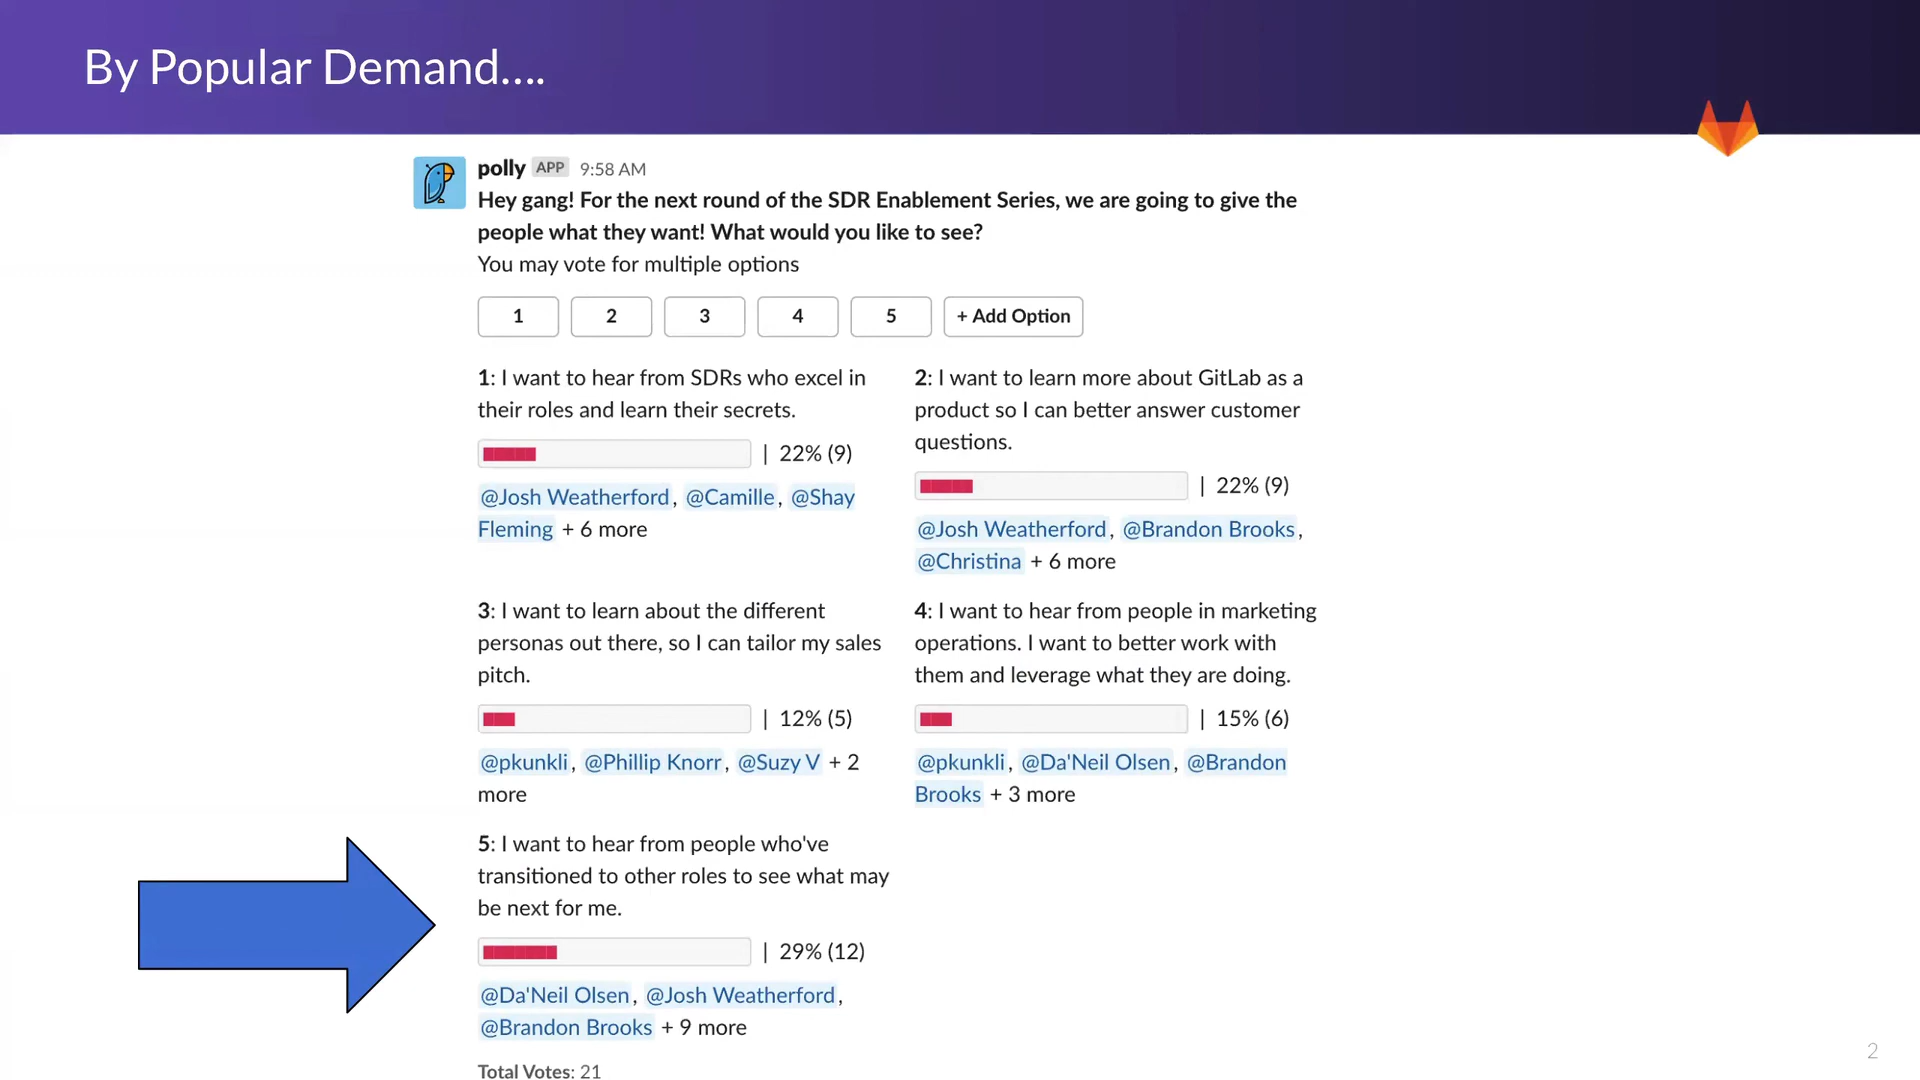 By Popular Demand....
polly APP 9:58 AM
Hey gang! For the next round of the SDR Enablement Series, we are going to give the
people what they want! What would you like to see?
You may vote for multiple options
1 2 3 4 5 + Add Option
1: I want to hear from SDRs who excel in
their roles and learn their secrets.
| 22% (9)
@Josh Weatherford, @Camille, @Shay
Fleming + 6 more
2: I want to learn more about GitLab as a
product so I can better answer customer
questions.
| 22% (9)
@Josh Weatherford, @Brandon Brooks,
@Christina + 6 more
3: I want to learn about the different
personas out there, so I can tailor my sales
pitch.
| 12% (5)
@pkunkli, @Phillip Knorr, @Suzy V + 2
more
4: I want to hear from people in marketing
operations. I want to better work with
them and leverage what they are doing.
| 15% (6)
@pkunkli, @Da'Neil Olsen, @Brandon
Brooks + 3 more
5: I want to hear from people who've
transitioned to other roles to see what may
be next for me.
| 29% (12)
@Da'Neil Olsen, @Josh Weatherford,
@Brandon Brooks + 9 more
Total Votes: 21
2